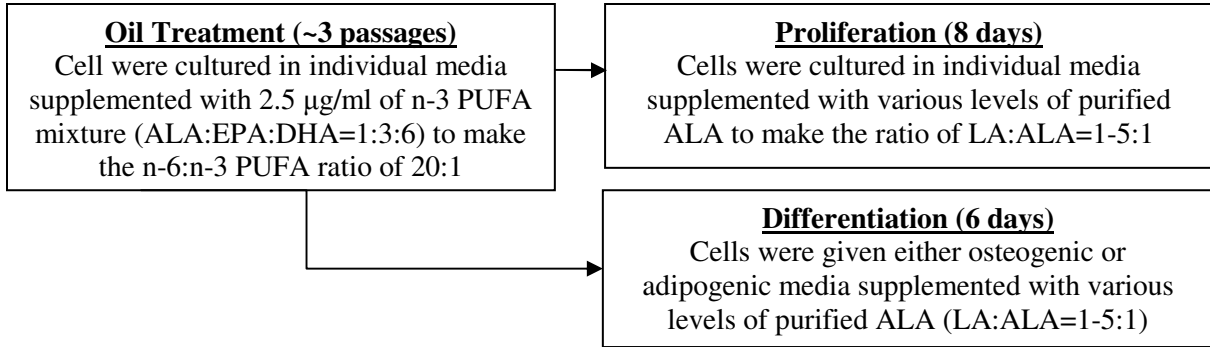 Oil Treatment (~3 passages)
Cell were cultured in individual media
supplemented with 2.5 μg/ml of n-3 PUFA
mixture (ALA:EPA:DHA=1:3:6) to make
the n-6:n-3 PUFA ratio of 20:1
Proliferation (8 days)
Cells were cultured in individual media
supplemented with various levels of purified
ALA to make the ratio of LA:ALA=1-5:1
Differentiation (6 days)
Cells were given either osteogenic or
adipogenic media supplemented with various
levels of purified ALA (LA:ALA=1-5:1)